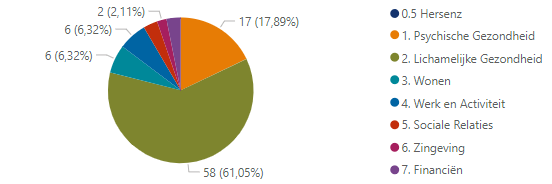 2 (2,11%)
6 (6,32%)
6 (6,32%)
17 (17,89%)
58 (61,05%)
0.5 Hersenz
1. Psychische Gezondheid
2. Lichamelijke Gezondheid
3. Wonen
4. Werk en Activiteit
5. Sociale Relaties
6. Zingeving
7. Financiën